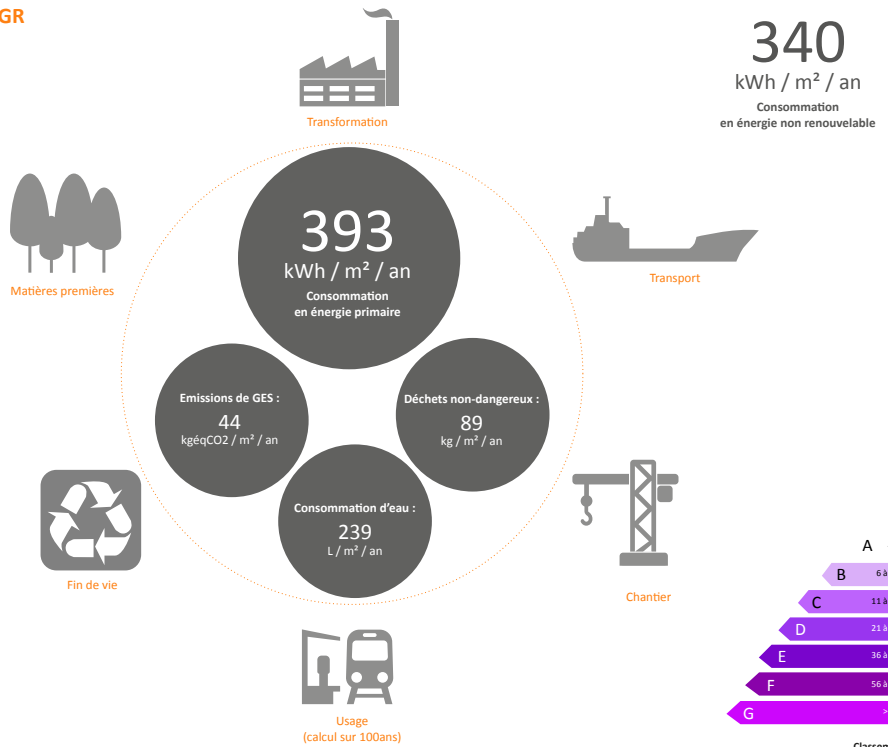 GR
Transformation
340
kWh / m² / an
Consommation
en énergie non renouvelable
Matières premières
393
kWh / m² / an
Consommation
en énergie primaire
Transport
Emissions de GES :
44
kgéqCO2 / m² / an
Déchets non-dangereux :
89
kg / m² / an
Consommation d'eau :
239
L / m² / an
Fin de vie
Chantier
Usage
(calcul sur 100ans)
A
B 6 à
C 11 à
D 21 à
E 36 à
F 56 à
G >